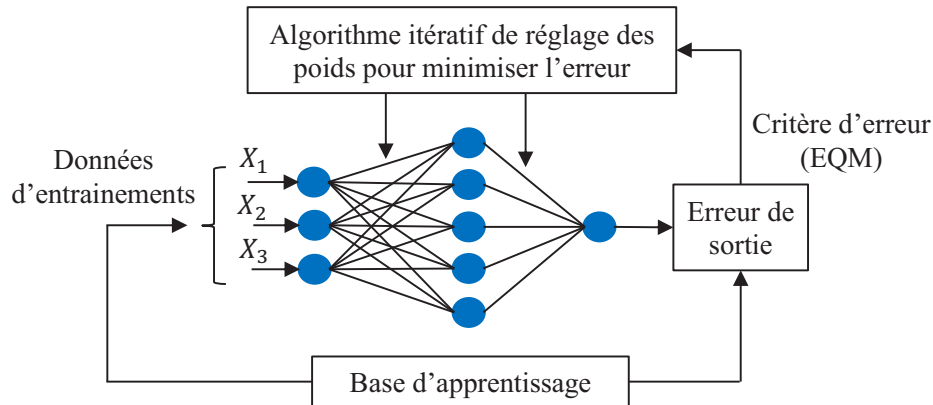 Algorithme itératif de réglage des
poids pour minimiser l'erreur
Critère d'erreur
(EQM)
Données
d'entrainements
X1
X2
X3
Erreur de
sortie
Base d'apprentissage